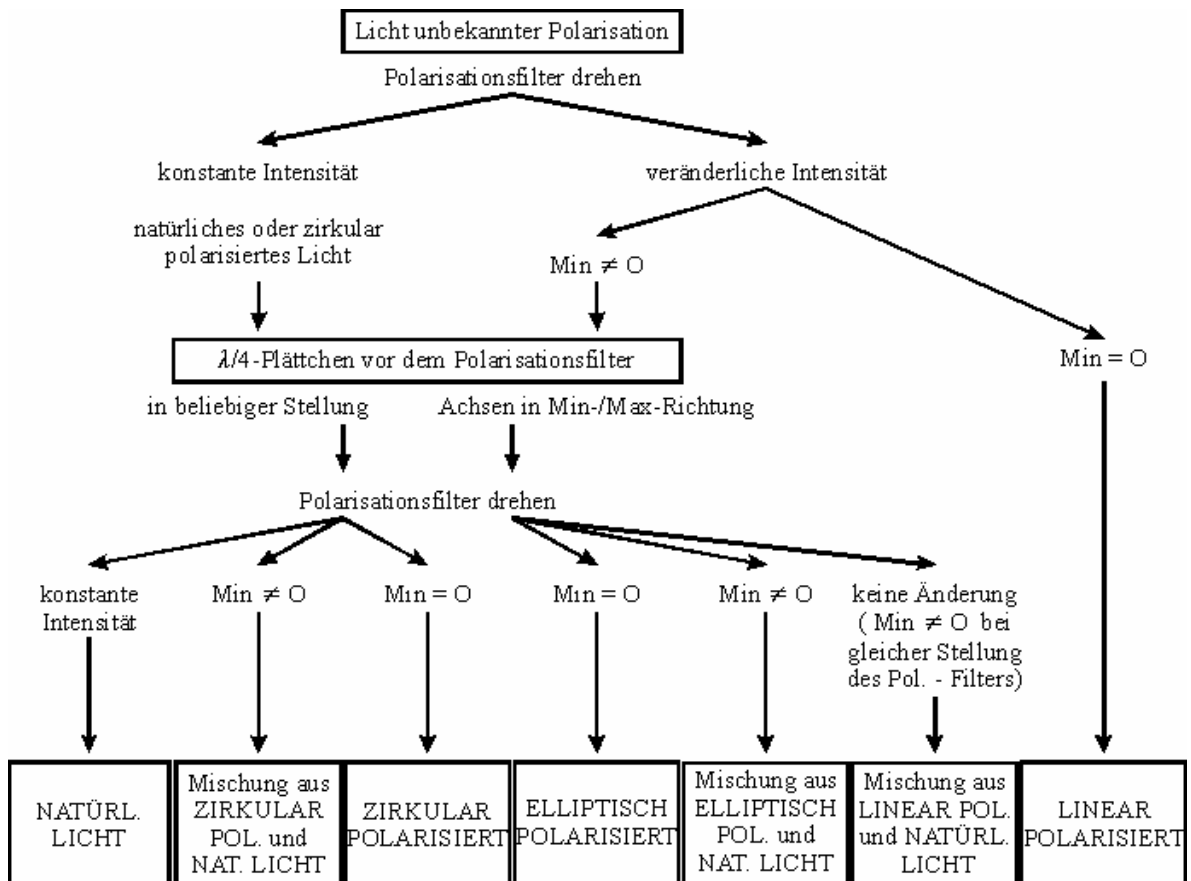 Licht unbekannter Polarisation
Polarisationsfilter drehen
konstante Intensität
veränderliche Intensität
natürliches oder zirkular
polarisiertes Licht
Min ≠ O
Min = O
λ/4-Plättchen vor dem Polarisationsfilter
in beliebiger Stellung
Achsen in Min-/Max-Richtung
Polarisationsfilter drehen
konstante
Intensität
Min ≠ O
Min = O
Min = O
Min ≠ O
keine Änderung
( Min ≠ O bei
gleicher Stellung
des Pol. - Filters)
NATÜRL.
LICHT
Mischung aus
ZIRKULAR
POL. und
NAT. LICHT
ZIRKULAR
POLARISIERT
ELLIPTISCH
POLARISIERT
Mischung aus
ELLIPTISCH
POL. und
NAT. LICHT
Mischung aus
LINEAR POL.
und NATÜRL.
LICHT
LINEAR
POLARISIERT